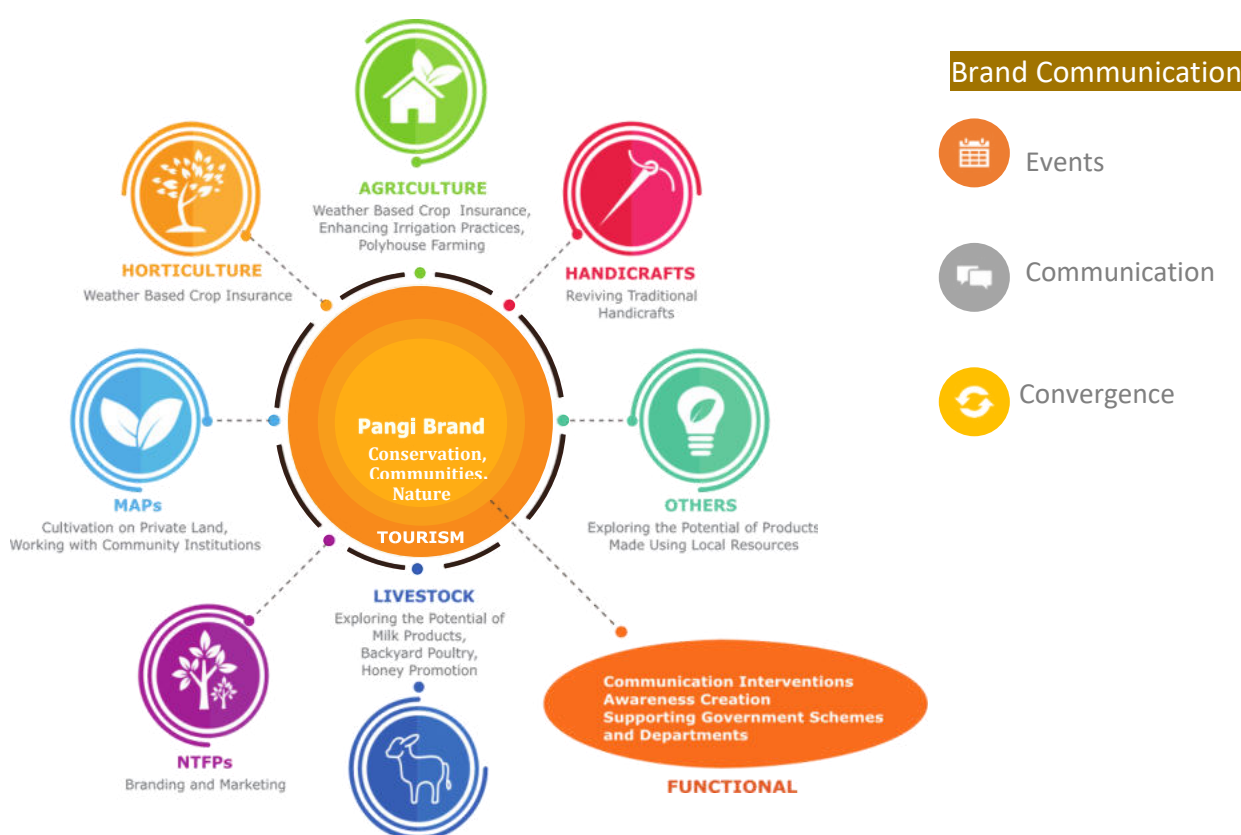 Brand Communication
Events
Communication
Convergence
AGRICULTURE
Weather Based Crop Insurance,
Enhancing Irrigation Practices,
Polyhouse Farming
HORTICULTURE
Weather Based Crop Insurance
HANDICRAFTS
Reviving Traditional
Handicrafts
Pangi Brand
Conservation,
Communities,
Nature
TOURISM
MAPs
Cultivation on Private Land,
Working with Community Institutions
OTHERS
Exploring the Potential of Products
Made Using Local Resources
LIVESTOCK
Exploring the Potential of
Milk Products,
Backyard Poultry,
Honey Promotion
NTFPs
Branding and Marketing
Communication Interventions
Awareness Creation
Supporting Government Schemes
and Departments
FUNCTIONAL